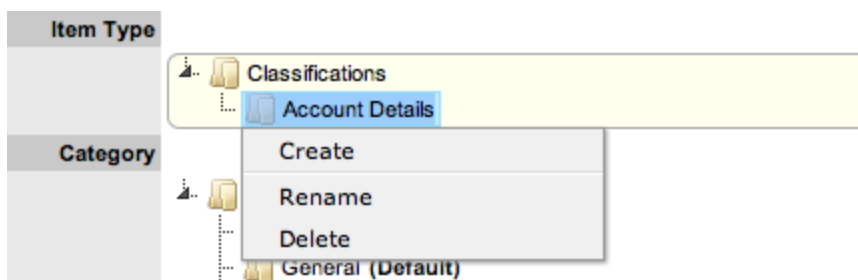 Item Type
Classifications
Account Details
Category
Create
Rename
Delete
General (Default)